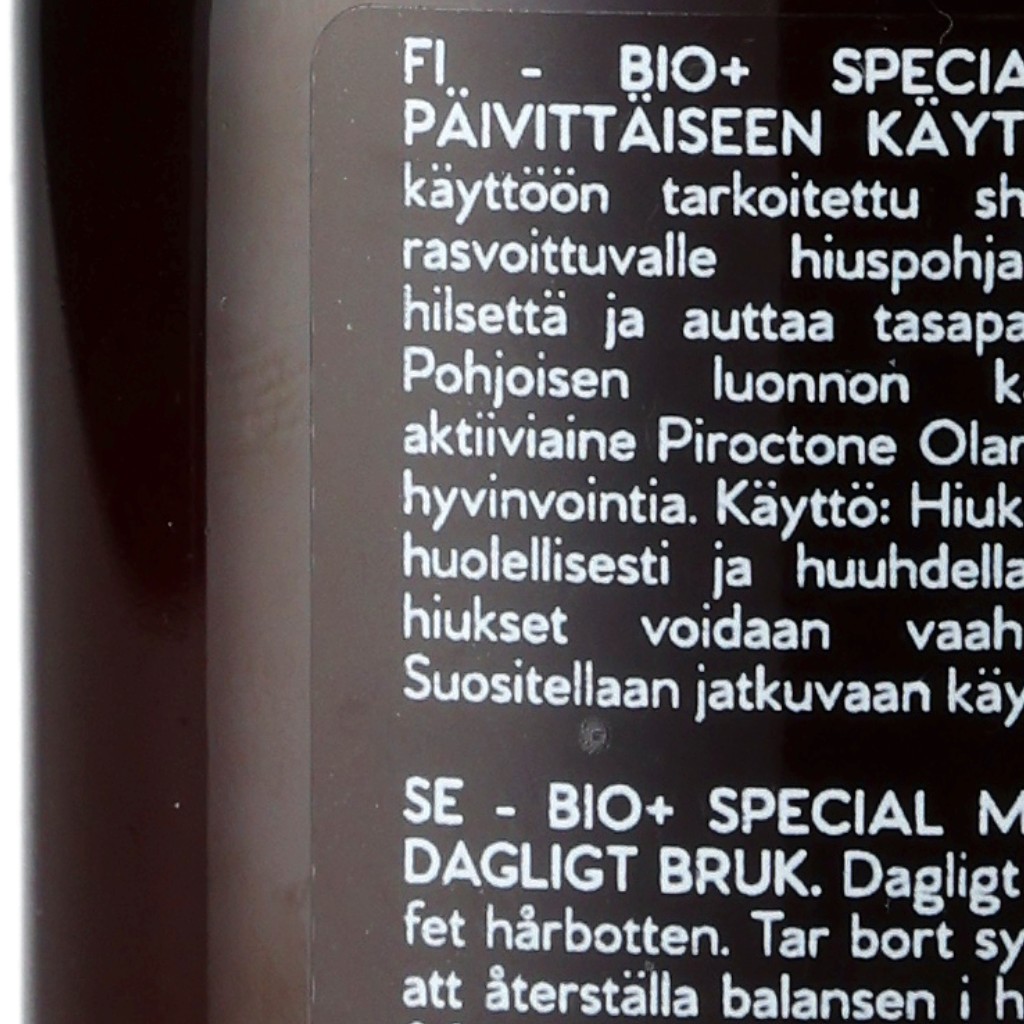 FI - BIO+ SPECIA
PÄIVITTÄISEEN KÄYT
käyttöön tarkoitettu sh
rasvoittuvalle hiuspohja
hilsettä ja auttaa tasapa
Pohjoisen luonnon k
aktiiviaine Piroctone Olar
hyvinvointia. Käyttö: Hiuk
huolellisesti ja huuhdella
hiukset voidaan vaah
Suositellaan jatkuvaan käy
SE - BIO+ SPECIAL M
DAGLIGT BRUK. Dagligt
fet hårbotten. Tar bort sy
att återställa balansen i h